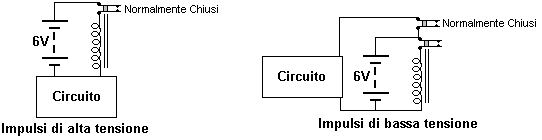 Normalmente Chiusi
6V
Circuito
Impulsi di alta tensione
Normalmente Chiusi
Circuito
6V
Impulsi di bassa tensione